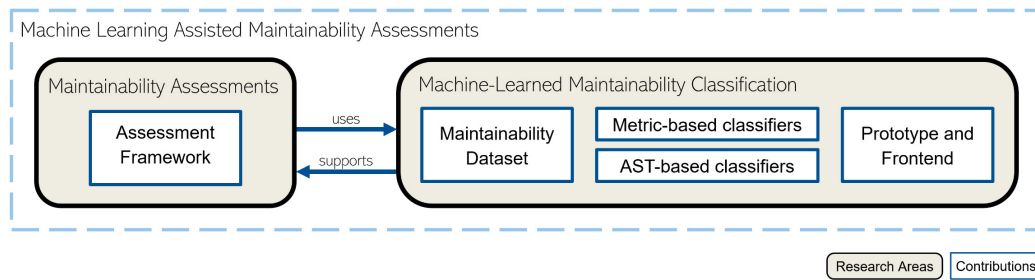 Machine Learning Assisted Maintainability Assessments
Maintainability Assessments
Assessment
Framework
uses
supports
Machine-Learned Maintainability Classification
Maintainability
Dataset
Metric-based classifiers
AST-based classifiers
Prototype and
Frontend
Research Areas
Contributions